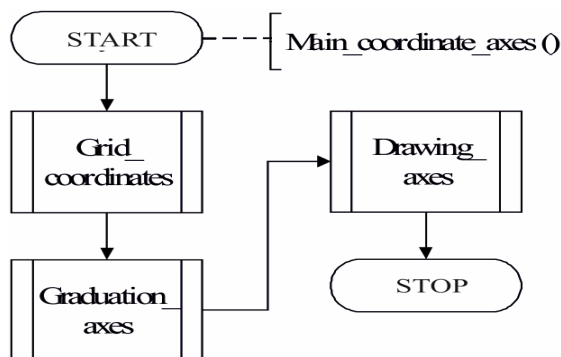 START
Main_coordinate_axes ()
Grid_
coordinates
Graduation_
axes
Drawing_
axes
STOP